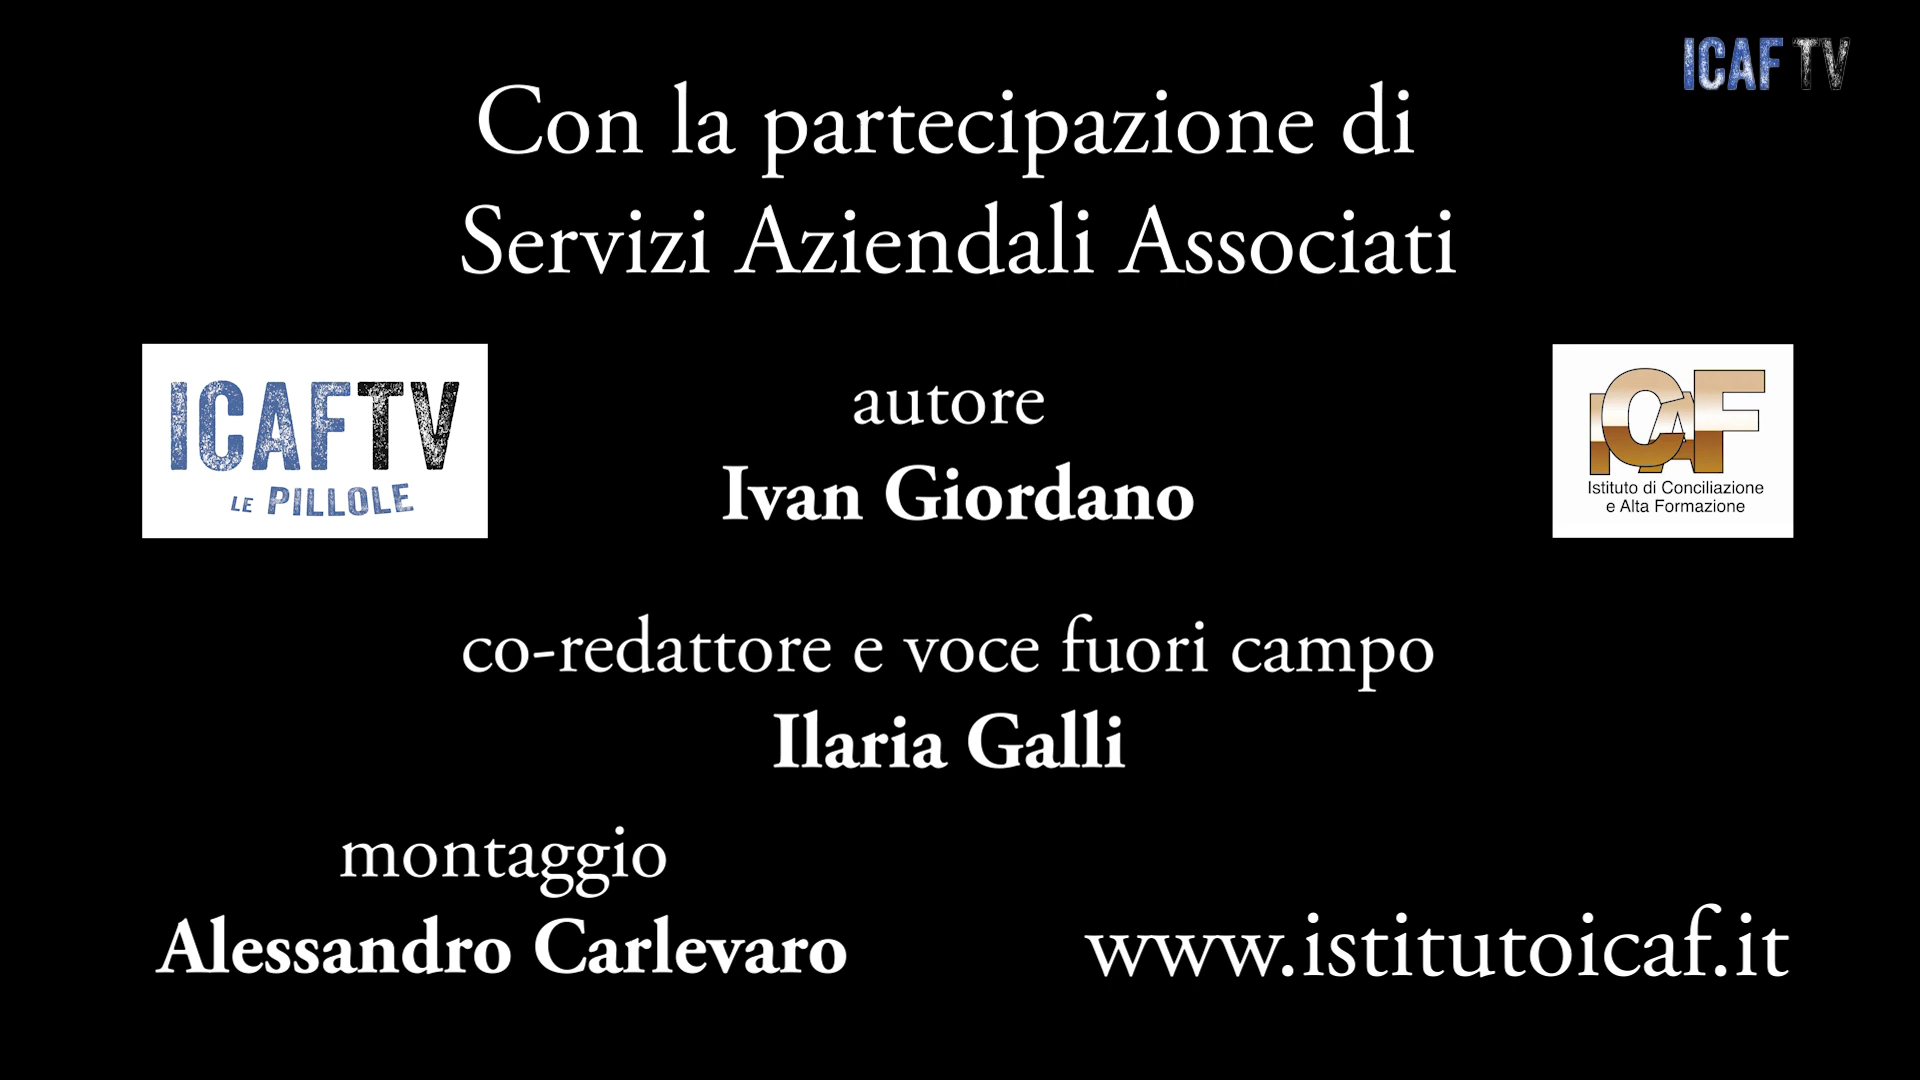 ICAF TV
Con la partecipazione di
Servizi Aziendali Associati
ICAFTV
LE PILLOLE
autore
Ivan Giordano
ICAF
Istituto di Conciliazione
e Alta Formazione
co-redattore e voce fuori campo
Ilaria Galli
montaggio
Alessandro Carlevaro
www.istitutoicaf.it